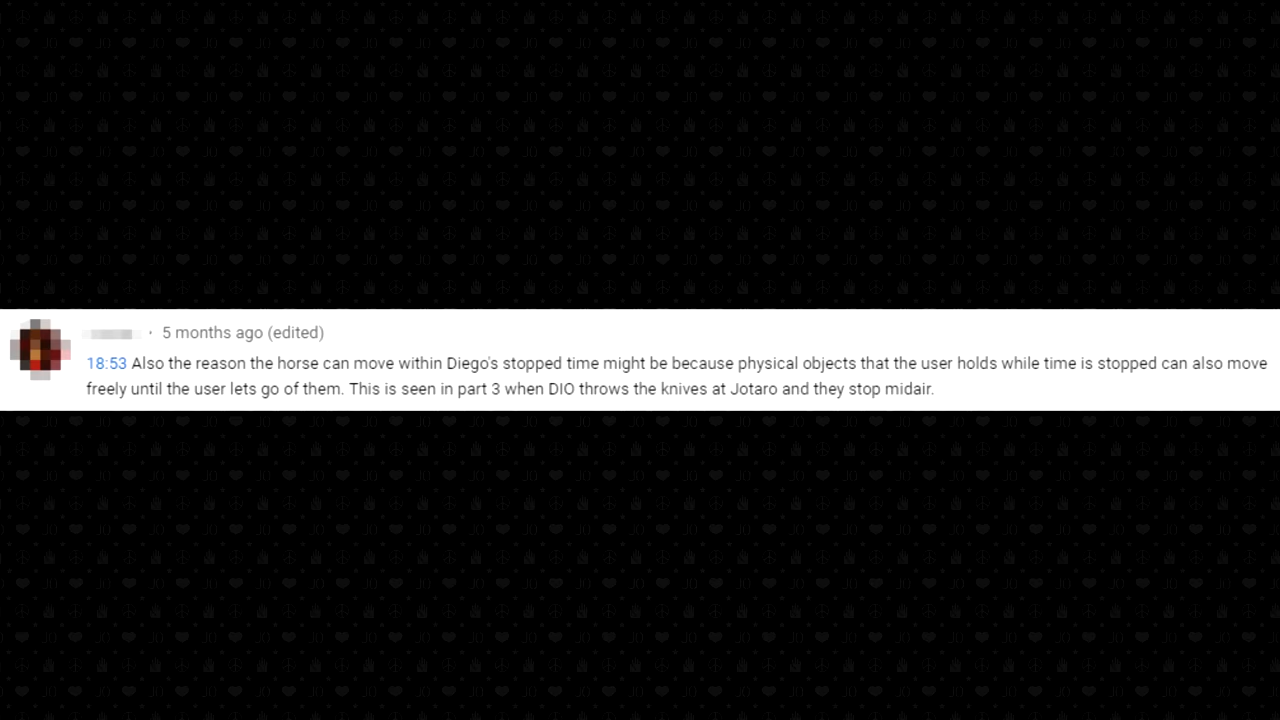 · 5 months ago (edited)
18:53 Also the reason the horse can move within Diego's stopped time might be because physical objects that the user holds while time is stopped can also move
freely until the user lets go of them. This is seen in part 3 when DIO throws the knives at Jotaro and they stop midair.